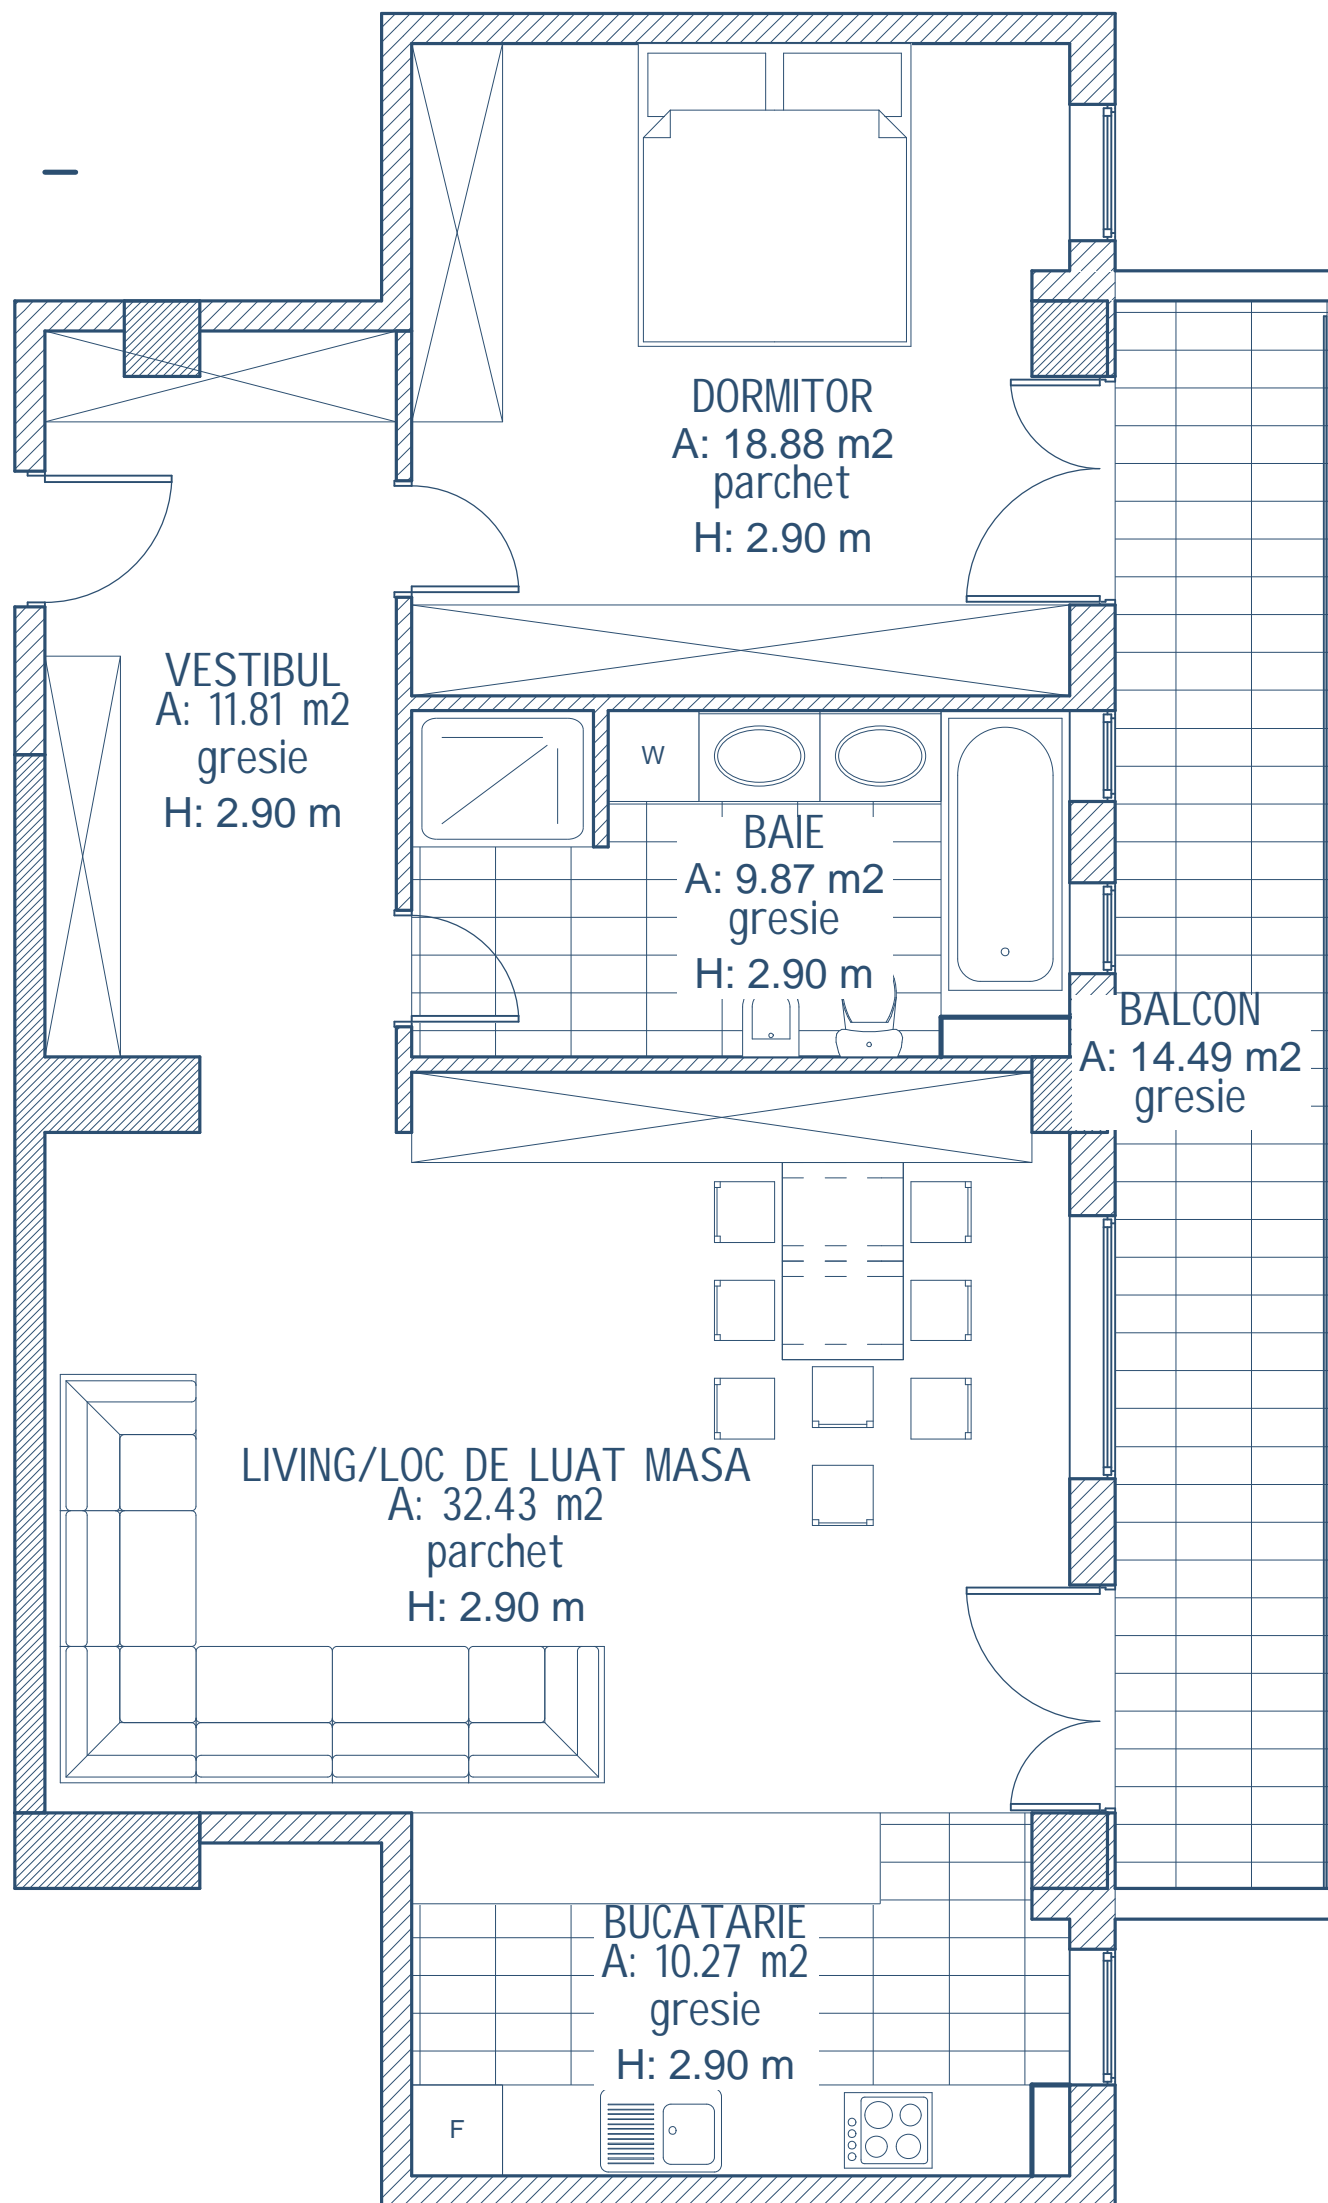 DORMITOR
A: 18.88 m2
parchet
H: 2.90 m
VESTIBUL
A: 11.81 m2
gresie
H: 2.90 m
W
BAIE
A: 9.87 m2
gresie
H: 2.90 m
BALCON
A: 14.49 m2
gresie
LIVING/LOC DE LUAT MASA
A: 32.43 m2
parchet
H: 2.90 m
BUCATARIE
A: 10.27 m2
gresie
H: 2.90 m
F